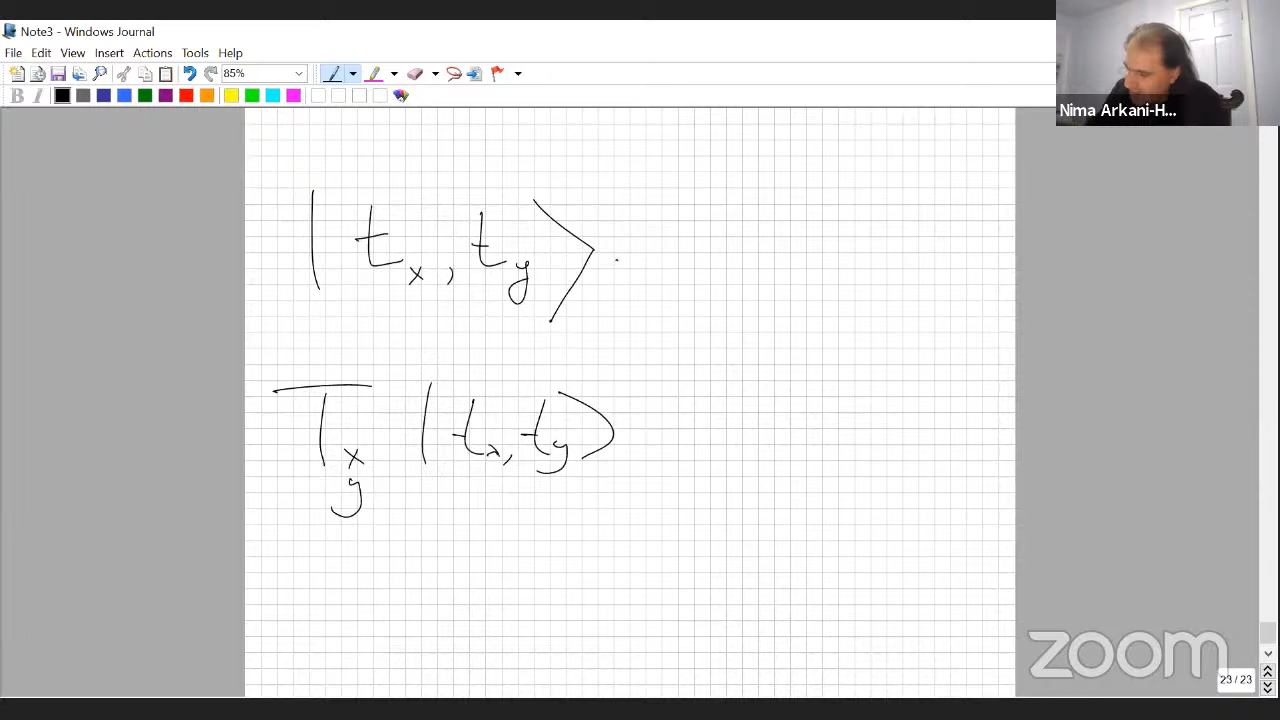 Note3 - Windows Journal
File Edit View Insert Actions Tools Help
85%
B I
Nima Arkani-H...
| t_x, t_y ⟩ .
T_x | t_x, t_y ⟩
y
zoom
23 / 23